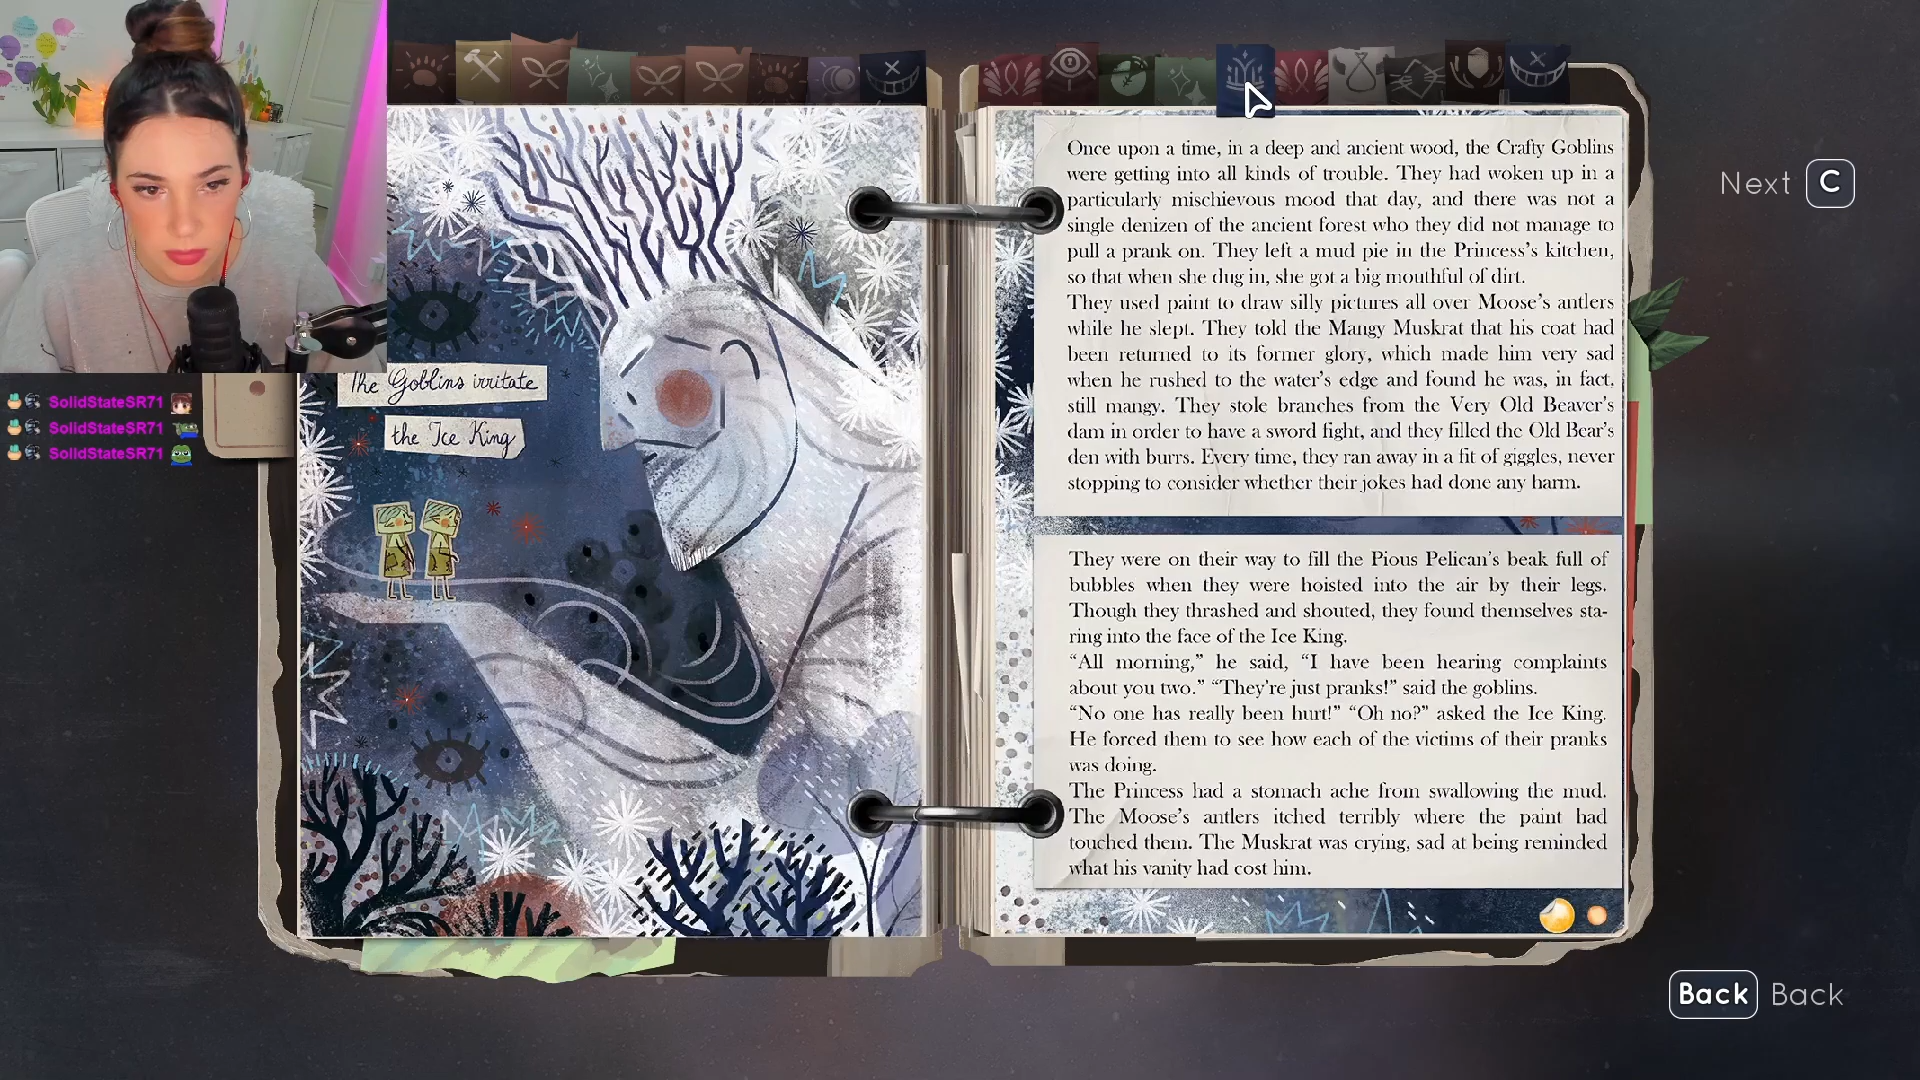 SolidStateSR71
SolidStateSR71
SolidStateSR71
The Goblins irritate
the Ice King
Once upon a time, in a deep and ancient wood, the Crafty Goblins
were getting into all kinds of trouble. They had woken up in a
particularly mischievous mood that day, and there was not a
single denizen of the ancient forest who they did not manage to
pull a prank on. They left a mud pie in the Princess's kitchen,
so that when she dug in, she got a big mouthful of dirt.
They used paint to draw silly pictures all over Moose's antlers
while he slept. They told the Mangy Muskrat that his coat had
been returned to its former glory, which made him very sad
when he rushed to the water's edge and found he was, in fact,
still mangy. They stole branches from the Very Old Beaver's
dam in order to have a sword fight, and they filled the Old Bear's
den with burrs. Every time, they ran away in a fit of giggles, never
stopping to consider whether their jokes had done any harm.
They were on their way to fill the Pious Pelican's beak full of
bubbles when they were hoisted into the air by their legs.
Though they thrashed and shouted, they found themselves sta-
ring into the face of the Ice King.
“All morning,” he said, “I have been hearing complaints
about you two.” “They're just pranks!” said the goblins.
“No one has really been hurt!” “Oh no?” asked the Ice King.
He forced them to see how each of the victims of their pranks
was doing.
The Princess had a stomach ache from swallowing the mud.
The Moose's antlers itched terribly where the paint had
touched them. The Muskrat was crying, sad at being reminded
what his vanity had cost him.
Next C
Back Back